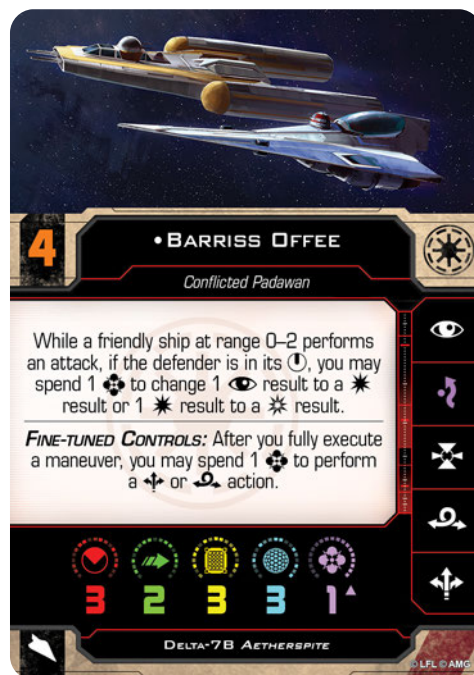 4
• BARRISS OFFEE
Conflicted Padawan
While a friendly ship at range 0–2 performs
an attack, if the defender is in its , you may
spend 1 to change 1 result to a
result or 1 result to a result.
FINE-TUNED CONTROLS: After you fully execute
a maneuver, you may spend 1 to perform
a or action.
3 2 3 3 1
DELTA-7B AETHERSPITE
© LFL © AMG